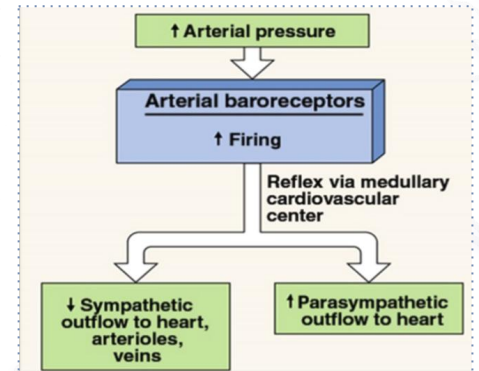 ↑ Arterial pressure
Arterial baroreceptors
↑ Firing
Reflex via medullary
cardiovascular
center
↓ Sympathetic
outflow to heart,
arterioles,
veins
↑ Parasympathetic
outflow to heart